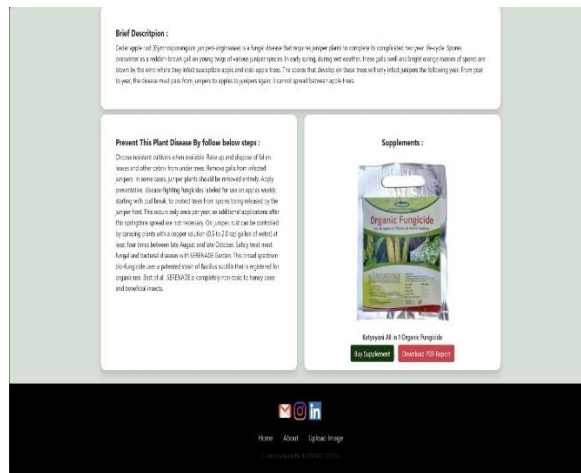 Brief Descritpion :
Cedar apple rust (Gymnosporangium juniperi-virginianae) is a fungal disease that requires juniper plants to complete its complicated two year life-cycle. Spores
overwinter as a reddish-brown gall on young twigs of various juniper species. In early spring, during wet weather, these galls swell and bright orange masses of spores are
blown by the wind where they infect susceptible apple and crab-apple trees. The spores that develop on these trees will only infect junipers the following year. From year
to year, the disease must pass from junipers to apples to junipers again; it cannot spread between apple trees.
Prevent This Plant Disease By follow below steps :
Choose resistant cultivars when available. Rake up and dispose of fallen
leaves and other debris from under trees. Remove galls from infected
junipers. In some cases, juniper plants should be removed entirely. Apply
preventative, disease-fighting fungicides labeled for use on apples weekly,
starting with bud break, to protect trees from spores being released by the
juniper host. This occurs only once per year, so additional applications after
this springtime spread are not necessary. On juniper, rust can be controlled
by spraying plants with a copper solution (0.5 to 2.0 oz/ gallon of water) at
least four times between late August and late October. Safely treat most
fungal and bacterial diseases with SERENADE Garden. This broad spectrum
bio-fungicide uses a patented strain of Bacillus subtilis that is registered for
organic use. Best of all, SERENADE is completely non-toxic to honey bees
and beneficial insects.
Supplements :
Organic Fungicide
Katyayani All in 1 Organic Fungicide
Buy Supplement Download PDF Report
Home About Upload Image